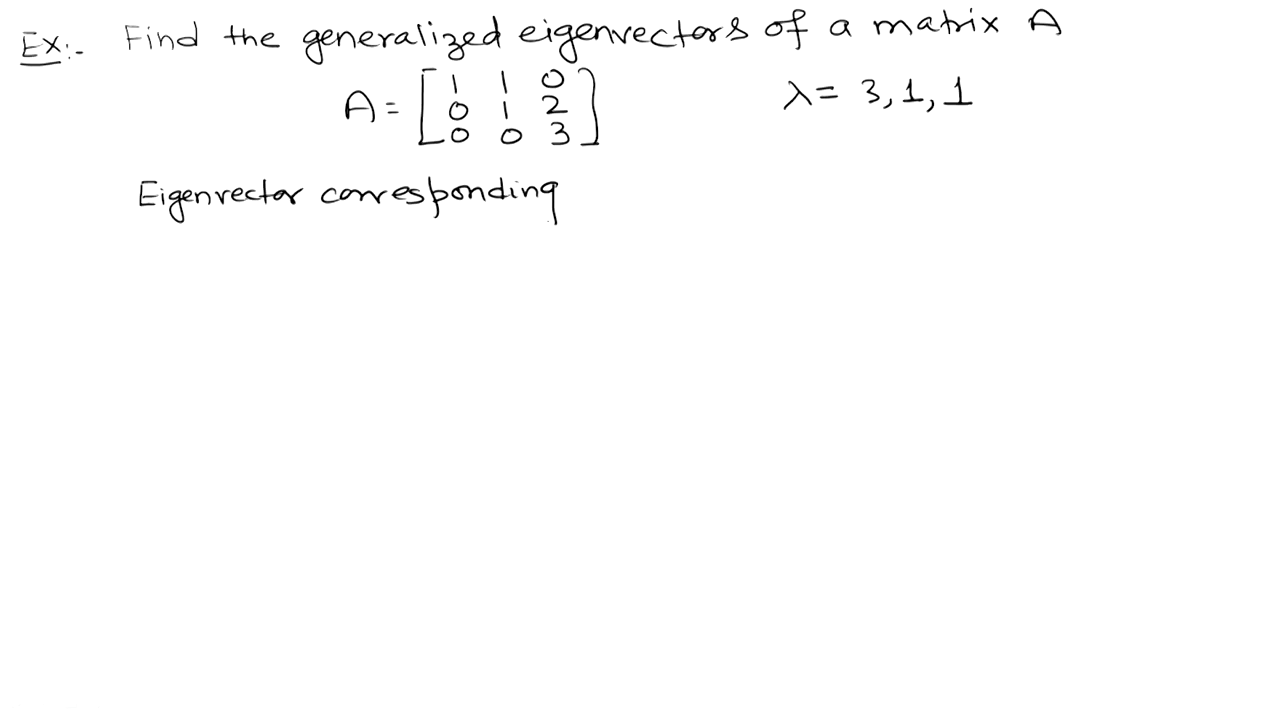 Ex:- Find the generalized eigenvectors of a matrix A
A = [1 1 0
0 1 2
0 0 3] λ = 3, 1, 1
Eigenvector corresponding